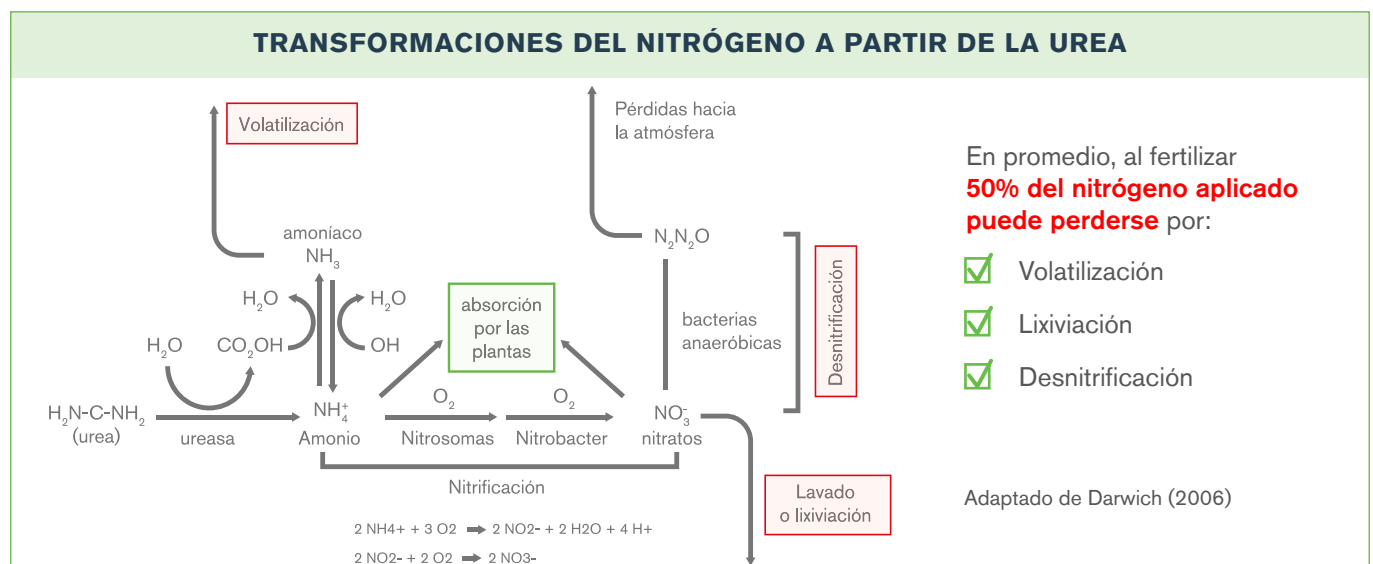 TRANSFORMACIONES DEL NITRÓGENO A PARTIR DE LA UREA
Volatilización
Pérdidas hacia
la atmósfera
amoníaco
NH₃
N₂N₂O
H₂O
H₂O
absorción
por las
plantas
bacterias
anaeróbicas
Desnitrificación
H₂O
CO₂OH
OH
H₂N-C-NH₂
(urea)
ureasa
NH₄⁺
Amonio
O₂
Nitrosomas
O₂
Nitrobacter
NO₃⁻
nitratos
Nitrificación
Lavado
o lixiviación
2 NH4+ + 3 O2 ➡ 2 NO2- + 2 H2O + 4 H+
2 NO2- + 2 O2 ➡ 2 NO3-
En promedio, al fertilizar
50% del nitrógeno aplicado
puede perderse por:
Volatilización
Lixiviación
Desnitrificación
Adaptado de Darwich (2006)